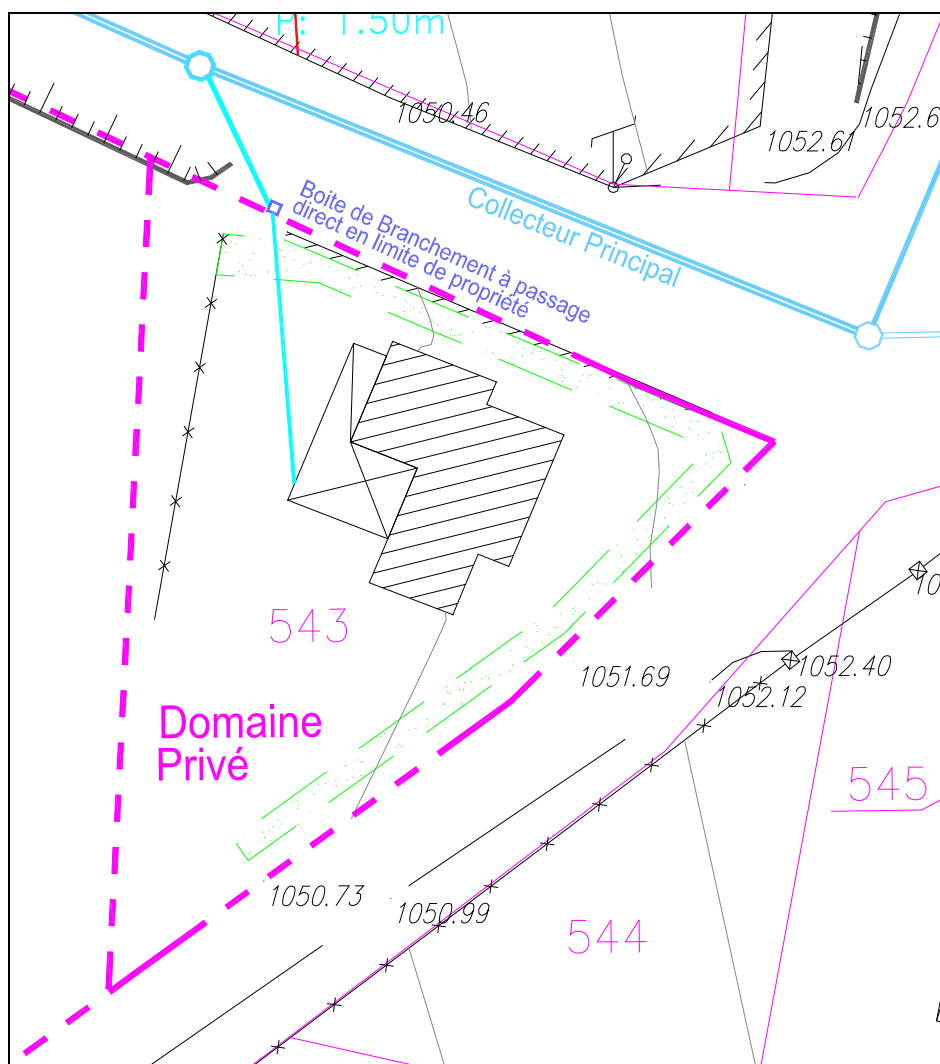 P: 1.50m
1050.46
1052.61
1052.6
Boite de Branchement à passage
direct en limite de propriété
Collecteur Principal
543
1051.69
1052.40
1052.12
10
Domaine
Privé
545
1050.73
1050.99
544